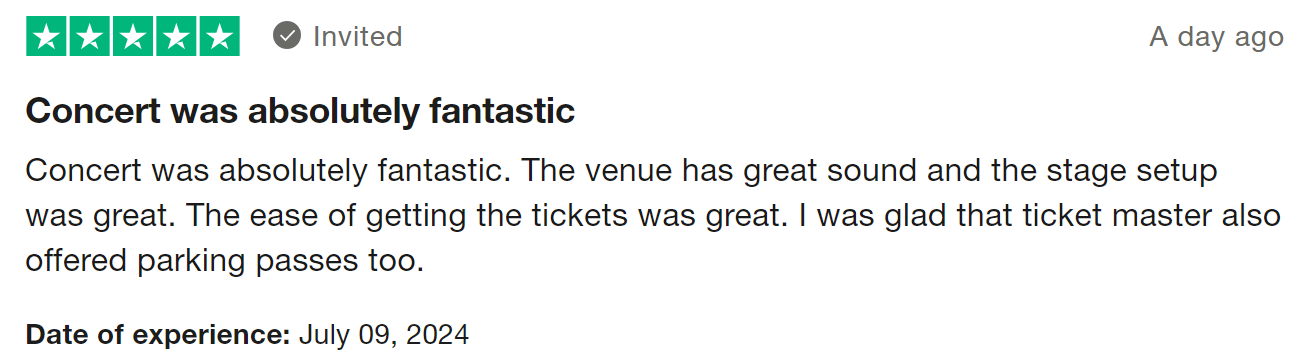 Invited
A day ago
Concert was absolutely fantastic
Concert was absolutely fantastic. The venue has great sound and the stage setup
was great. The ease of getting the tickets was great. I was glad that ticket master also
offered parking passes too.
Date of experience: July 09, 2024